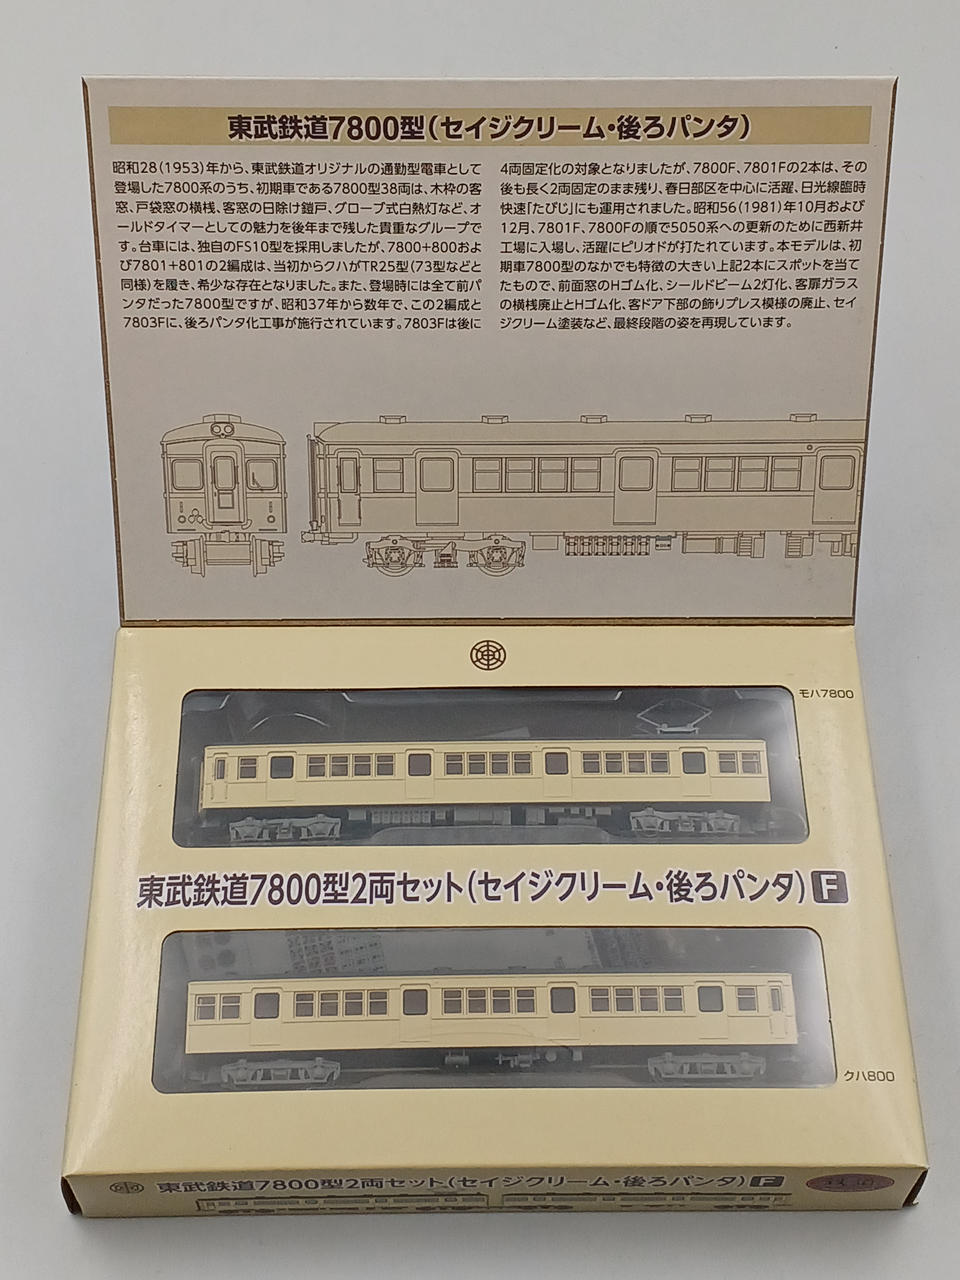 東武鉄道7800型(セイジクリーム・後ろパンタ)
昭和28(1953)年から、東武鉄道オリジナルの通勤型電車として
登場した7800系のうち、初期車である7800型38両は、木枠の客
窓、戸袋窓の横桟、客窓の日除け鎧戸、グローブ式白熱灯など、オ
ールドタイマーとしての魅力を後年まで残した貴重なグループで
す。台車には、独自のFS10型を採用しましたが、7800+800およ
び7801+801の2編成は、当初からクハがTR25型(73型などと
同様)を履き、希少な存在となりました。また、登場時には全て前パ
ンタだった7800型ですが、昭和37年から数年で、この2編成と
7803Fに、後ろパンタ化工事が施行されています。7803Fは後に
4両固定化の対象となりましたが、7800F、7801Fの2本は、その
後も長く2両固定のまま残り、春日部区を中心に活躍、日光線臨時
快速「たびじ」にも運用されました。昭和56(1981)年10月および
12月、7801F、7800Fの順で5050系への更新のために西新井
工場に入場し、活躍にピリオドが打たれています。本モデルは、初
期車7800型のなかでも特徴の大きい上記2本にスポットを当て
たもので、前面窓のHゴム化、シールドビーム2灯化、客扉ガラス
の横桟廃止とHゴム化、客ドア下部の飾りプレス模様の廃止、セイ
ジクリーム塗装など、最終段階の姿を再現しています。
モハ7800
東武鉄道7800型2両セット(セイジクリーム・後ろパンタ) F
クハ800
東武鉄道7800型2両セット(セイジクリーム・後ろパンタ) F
鉄道